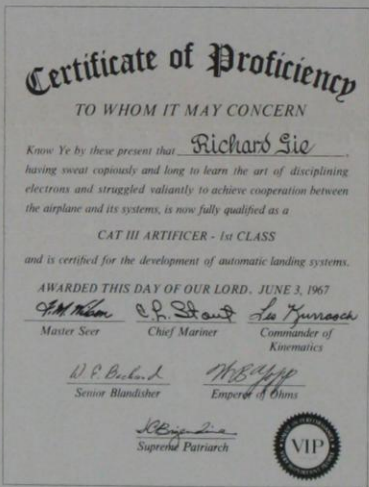 Certificate of Proficiency
TO WHOM IT MAY CONCERN
Know Ye by these present that Richard Gie,
having sweat copiously and long to learn the art of disciplining
electrons and struggled valiantly to achieve cooperation between
the airplane and its systems, is now fully qualified as a
CAT III ARTIFICER - 1st CLASS
and is certified for the development of automatic landing systems.
AWARDED THIS DAY OF OUR LORD. JUNE 3, 1967
C. L. Stout
Master Seer Chief Mariner Commander of
Kinematics
Senior Blandisher Emperor of Ohms
Supreme Patriarch
VIP